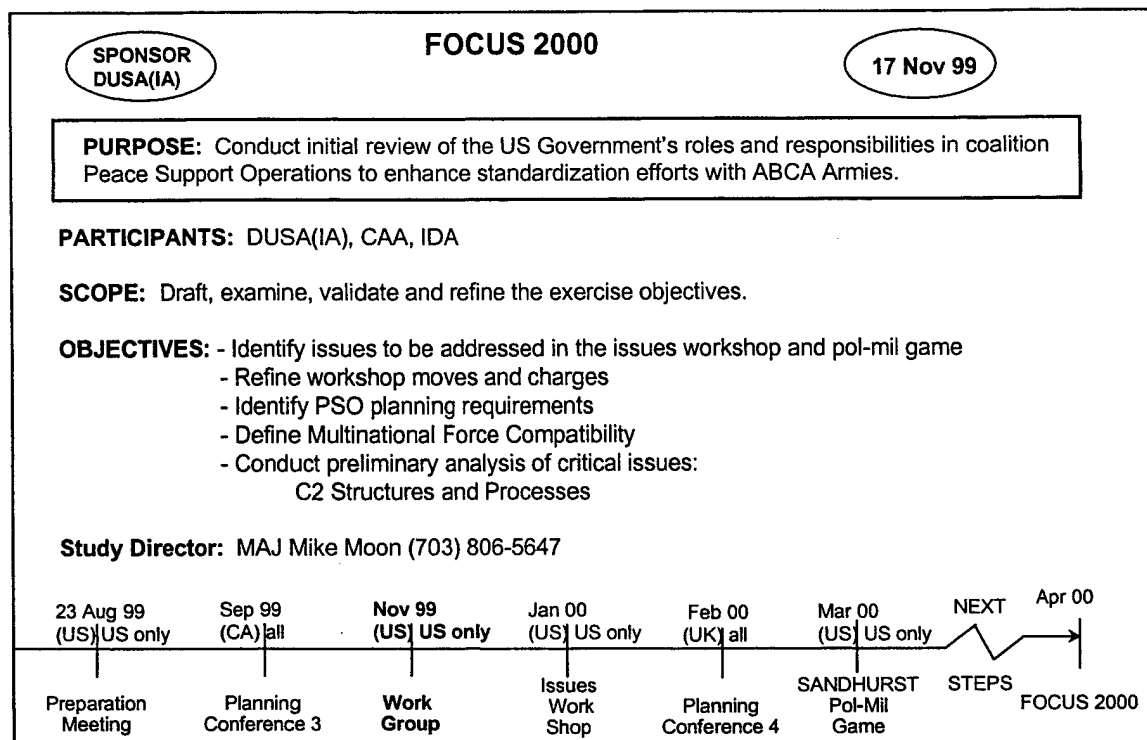 SPONSOR
DUSA(IA)
FOCUS 2000
17 Nov 99
PURPOSE: Conduct initial review of the US Government's roles and responsibilities in coalition
Peace Support Operations to enhance standardization efforts with ABCA Armies.
PARTICIPANTS: DUSA(IA), CAA, IDA
SCOPE: Draft, examine, validate and refine the exercise objectives.
OBJECTIVES: - Identify issues to be addressed in the issues workshop and pol-mil game
- Refine workshop moves and charges
- Identify PSO planning requirements
- Define Multinational Force Compatibility
- Conduct preliminary analysis of critical issues:
C2 Structures and Processes
Study Director: MAJ Mike Moon (703) 806-5647
23 Aug 99
(US) US only
Preparation
Meeting
Sep 99
(CA) all
Planning
Conference 3
Nov 99
(US) US only
Work
Group
Jan 00
(US) US only
Issues
Work
Shop
Feb 00
(UK) all
Planning
Conference 4
Mar 00
(US) US only
SANDHURST
Pol-Mil
Game
NEXT
STEPS
Apr 00
FOCUS 2000